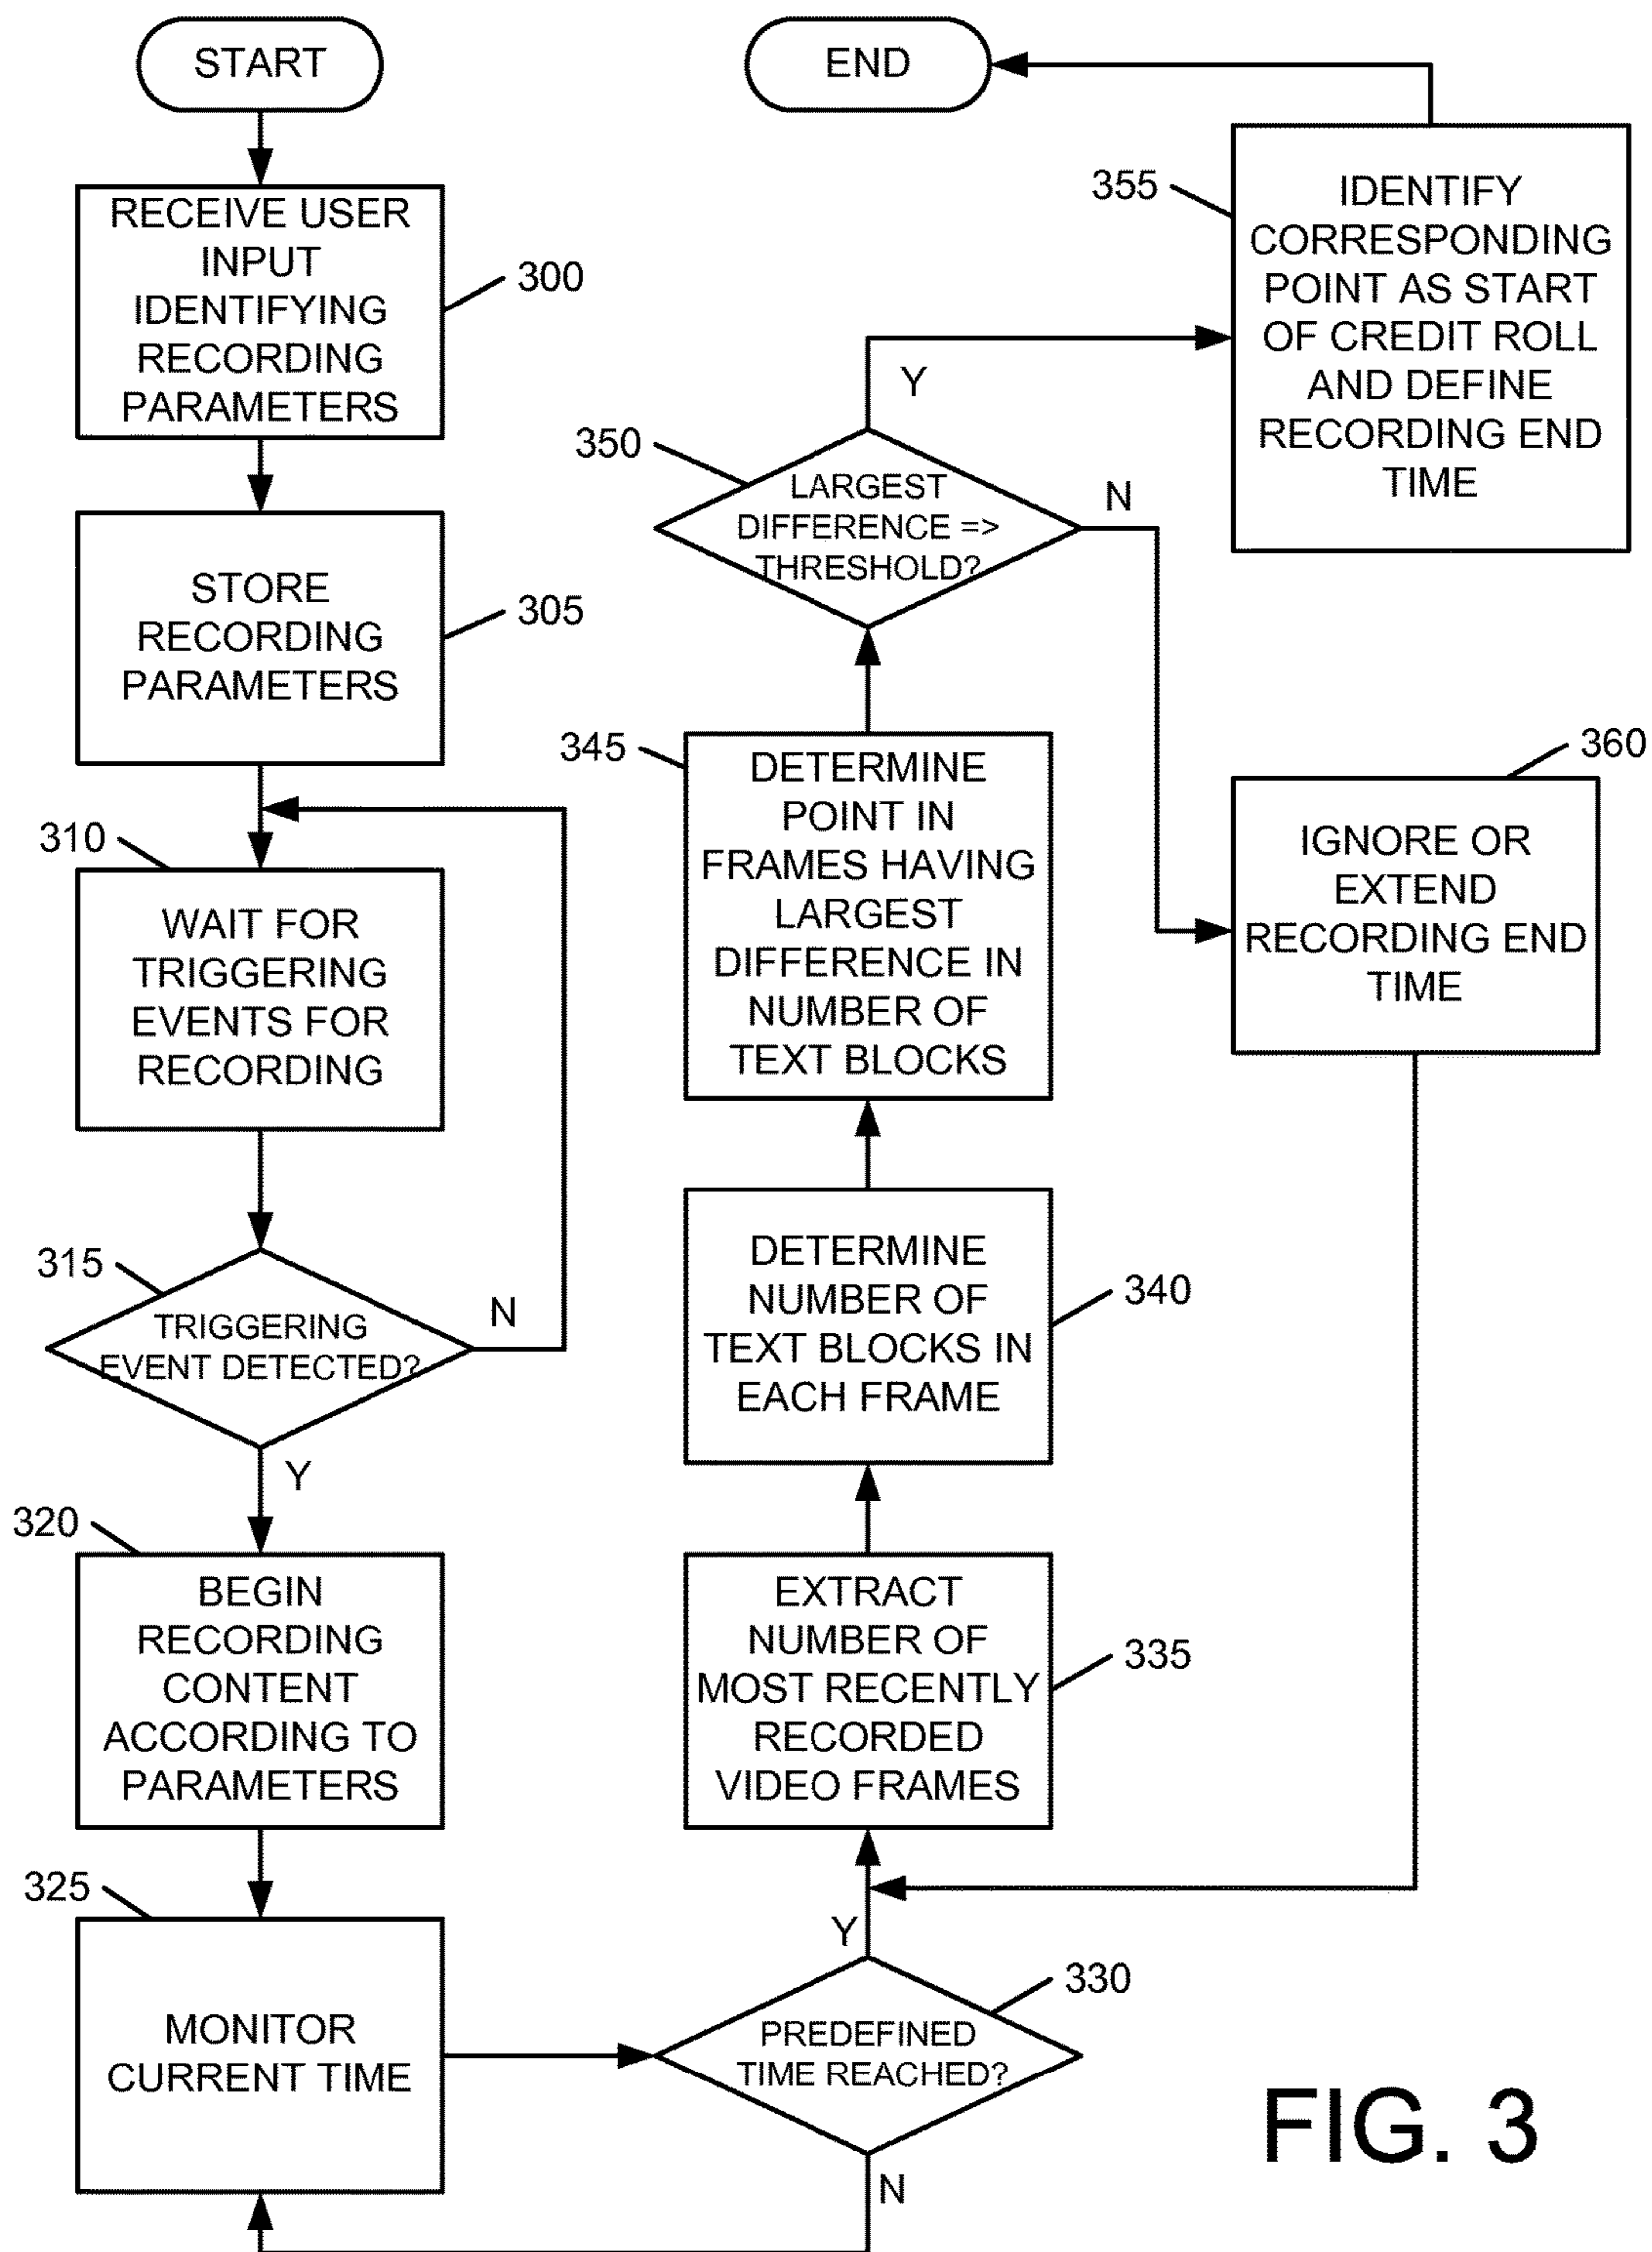 START
RECEIVE USER
INPUT
IDENTIFYING
RECORDING
PARAMETERS
300
STORE
RECORDING
PARAMETERS
305
310
WAIT FOR
TRIGGERING
EVENTS FOR
RECORDING
315
TRIGGERING
EVENT DETECTED?
N
Y
320
BEGIN
RECORDING
CONTENT
ACCORDING TO
PARAMETERS
325
MONITOR
CURRENT TIME
330
PREDEFINED
TIME REACHED?
N
Y
EXTRACT
NUMBER OF
MOST RECENTLY
RECORDED
VIDEO FRAMES
335
DETERMINE
NUMBER OF
TEXT BLOCKS IN
EACH FRAME
340
345
DETERMINE
POINT IN
FRAMES HAVING
LARGEST
DIFFERENCE IN
NUMBER OF
TEXT BLOCKS
350
LARGEST
DIFFERENCE =>
THRESHOLD?
Y
N
355
IDENTIFY
CORRESPONDING
POINT AS START
OF CREDIT ROLL
AND DEFINE
RECORDING END
TIME
END
360
IGNORE OR
EXTEND
RECORDING END
TIME
FIG. 3